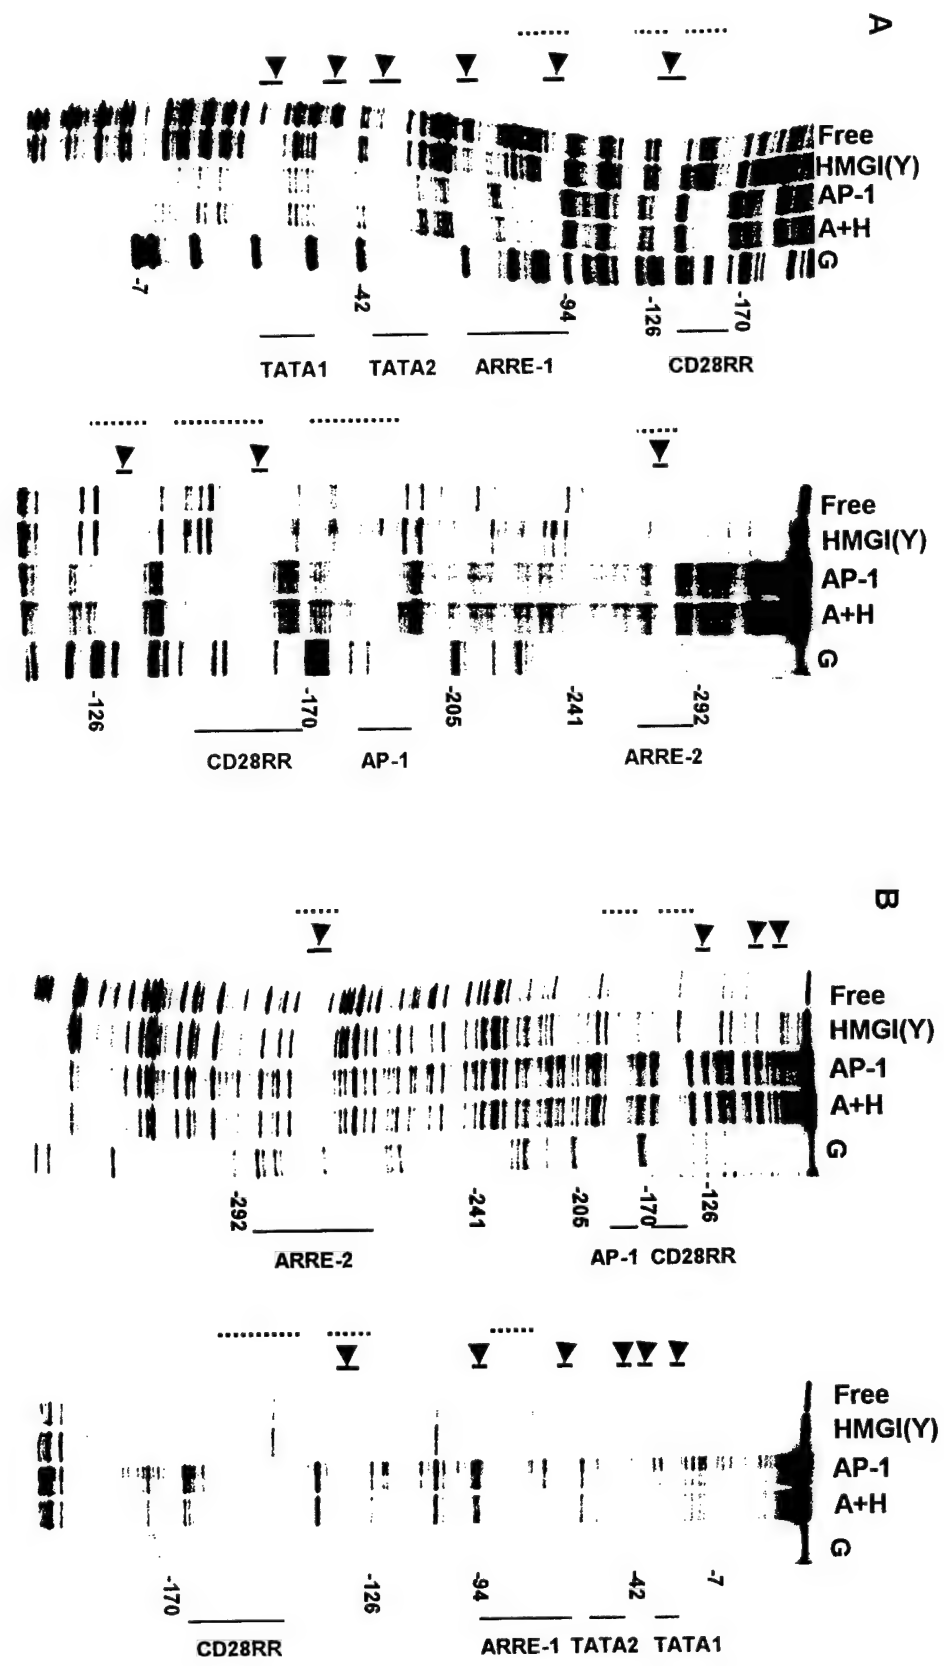 A
Free
HMGI(Y)
AP-1
A+H
G
-7
-42
-94
-126
-170
TATA1
TATA2
ARRE-1
CD28RR
Free
HMGI(Y)
AP-1
A+H
G
-126
-170
-205
-241
-292
CD28RR
AP-1
ARRE-2
B
Free
HMGI(Y)
AP-1
A+H
G
-292
-241
-205
-170
-126
ARRE-2
AP-1
CD28RR
Free
HMGI(Y)
AP-1
A+H
G
-170
-126
-94
-42
-7
CD28RR
ARRE-1
TATA2
TATA1